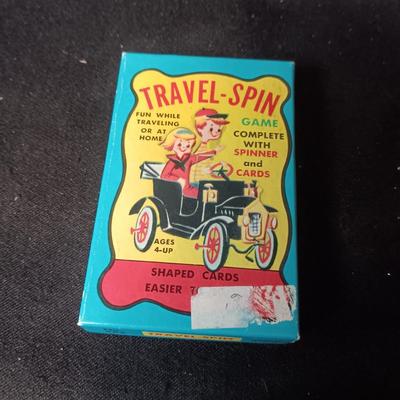 TRAVEL-SPIN
GAME
FUN WHILE
TRAVELING
OR AT
HOME
COMPLETE
WITH
SPINNER
and
CARDS
AGES
4-UP
SHAPED CARDS
EASIER
TRAVEL SPIN